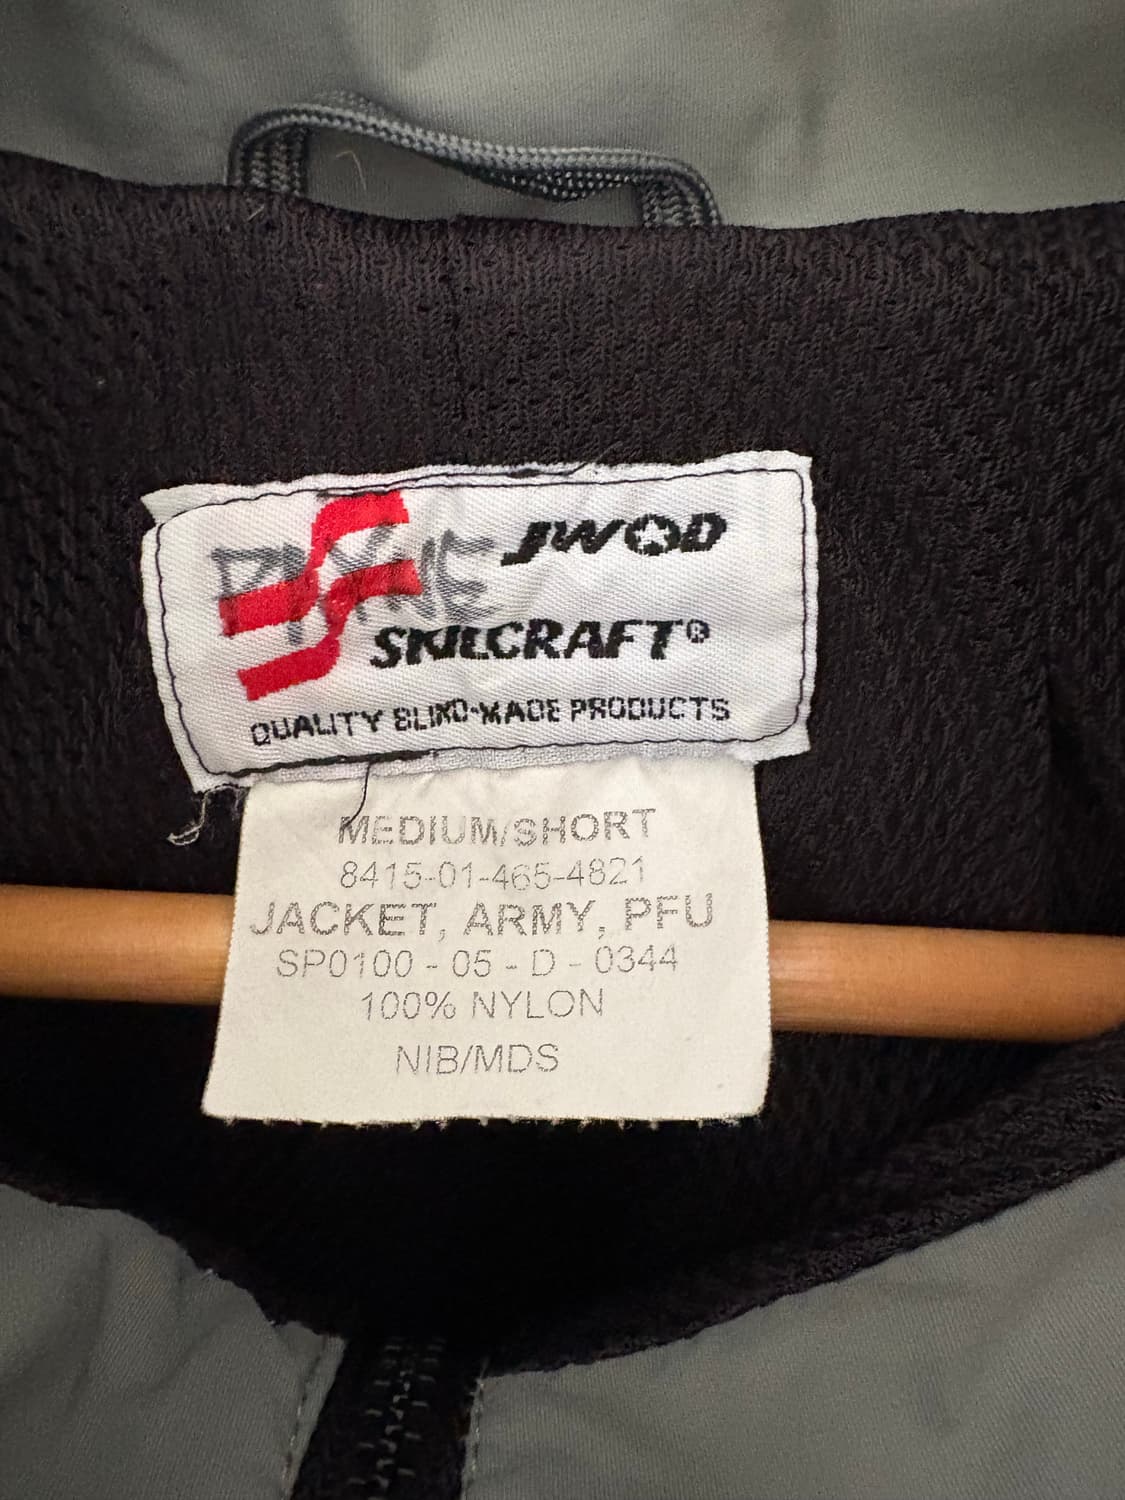 JWOD
SKILCRAFT®
QUALITY BLIND-MADE PRODUCTS
MEDIUM/SHORT
8415-01-465-4821
JACKET, ARMY, PFU
SP0100 - 05 - D - 0344
100% NYLON
NIB/MDS